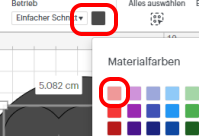 Betrieb
Alles auswählen
Einfacher Schnitt
Materialfarben
5.082 cm